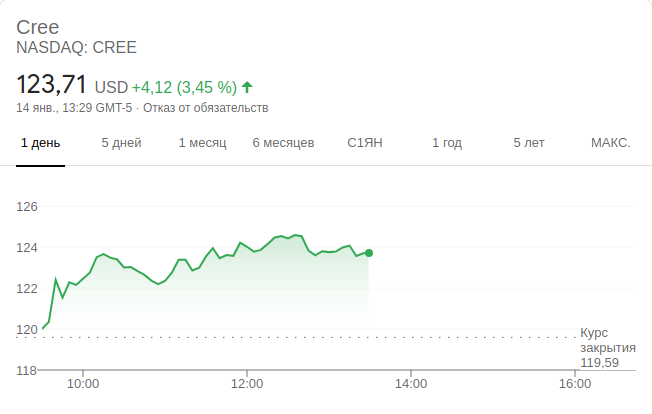 Cree
NASDAQ: CREE
123,71 USD +4,12 (3,45 %)
14 янв., 13:29 GMT-5 · Отказ от обязательств
1 день 5 дней 1 месяц 6 месяцев С1ЯН 1 год 5 лет МАКС.
126
124
122
120
Курс
закрытия
119,59
118
10:00 12:00 14:00 16:00